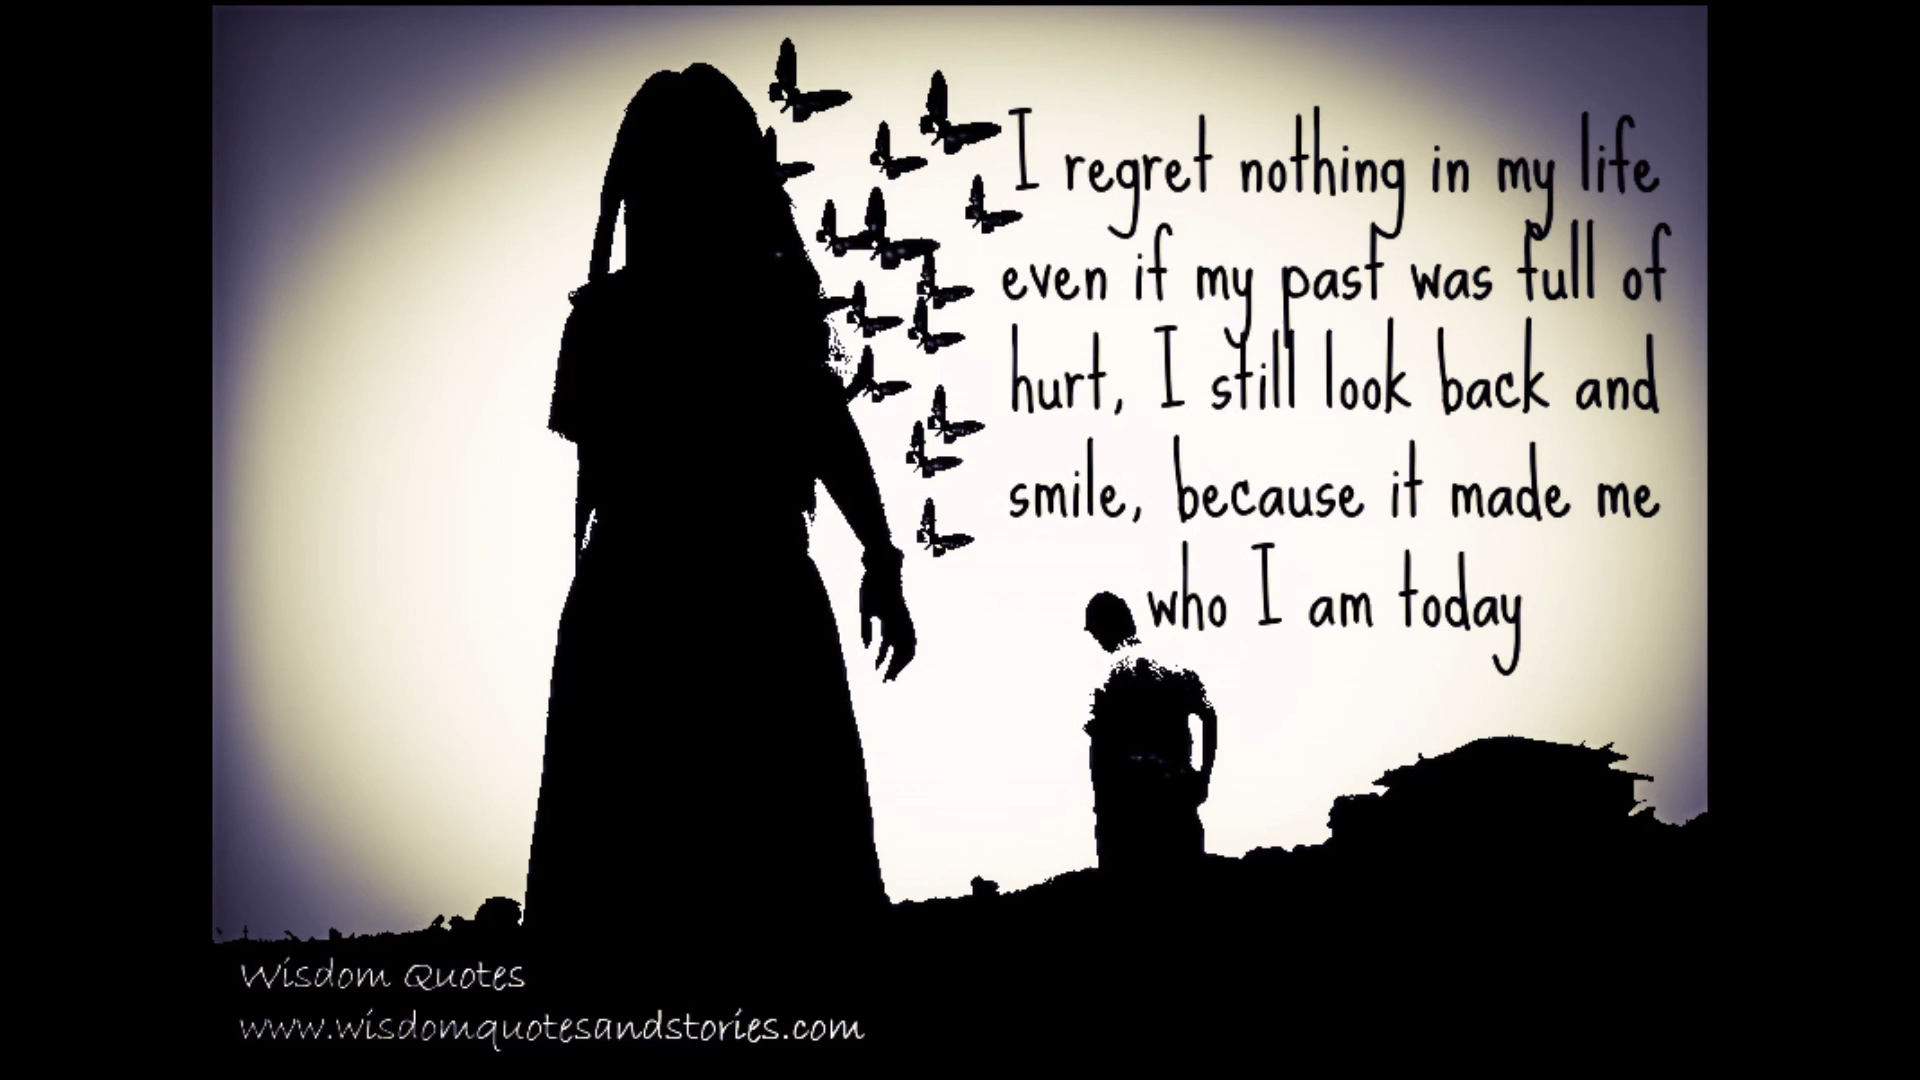 I regret nothing in my life
even if my past was full of
hurt, I still look back and
smile, because it made me
who I am today
Wisdom Quotes
www.wisdomquotesandstories.com